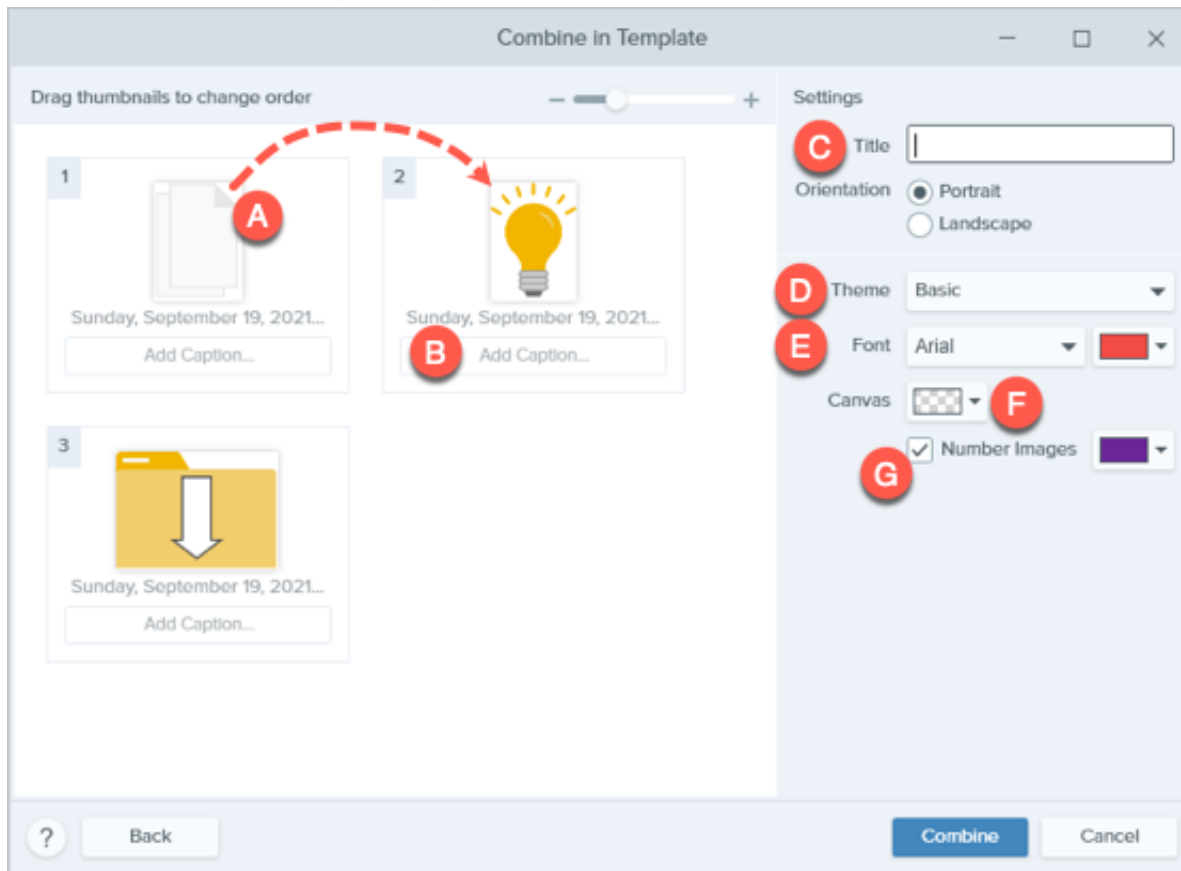 Combine in Template
Drag thumbnails to change order
1
A
Sunday, September 19, 2021...
Add Caption...
2
Sunday, September 19, 2021...
B
Add Caption...
3
Sunday, September 19, 2021...
Add Caption...
Settings
C Title
Orientation Portrait
Landscape
D Theme Basic
E Font Arial
Canvas F
G Number Images
? Back Combine Cancel